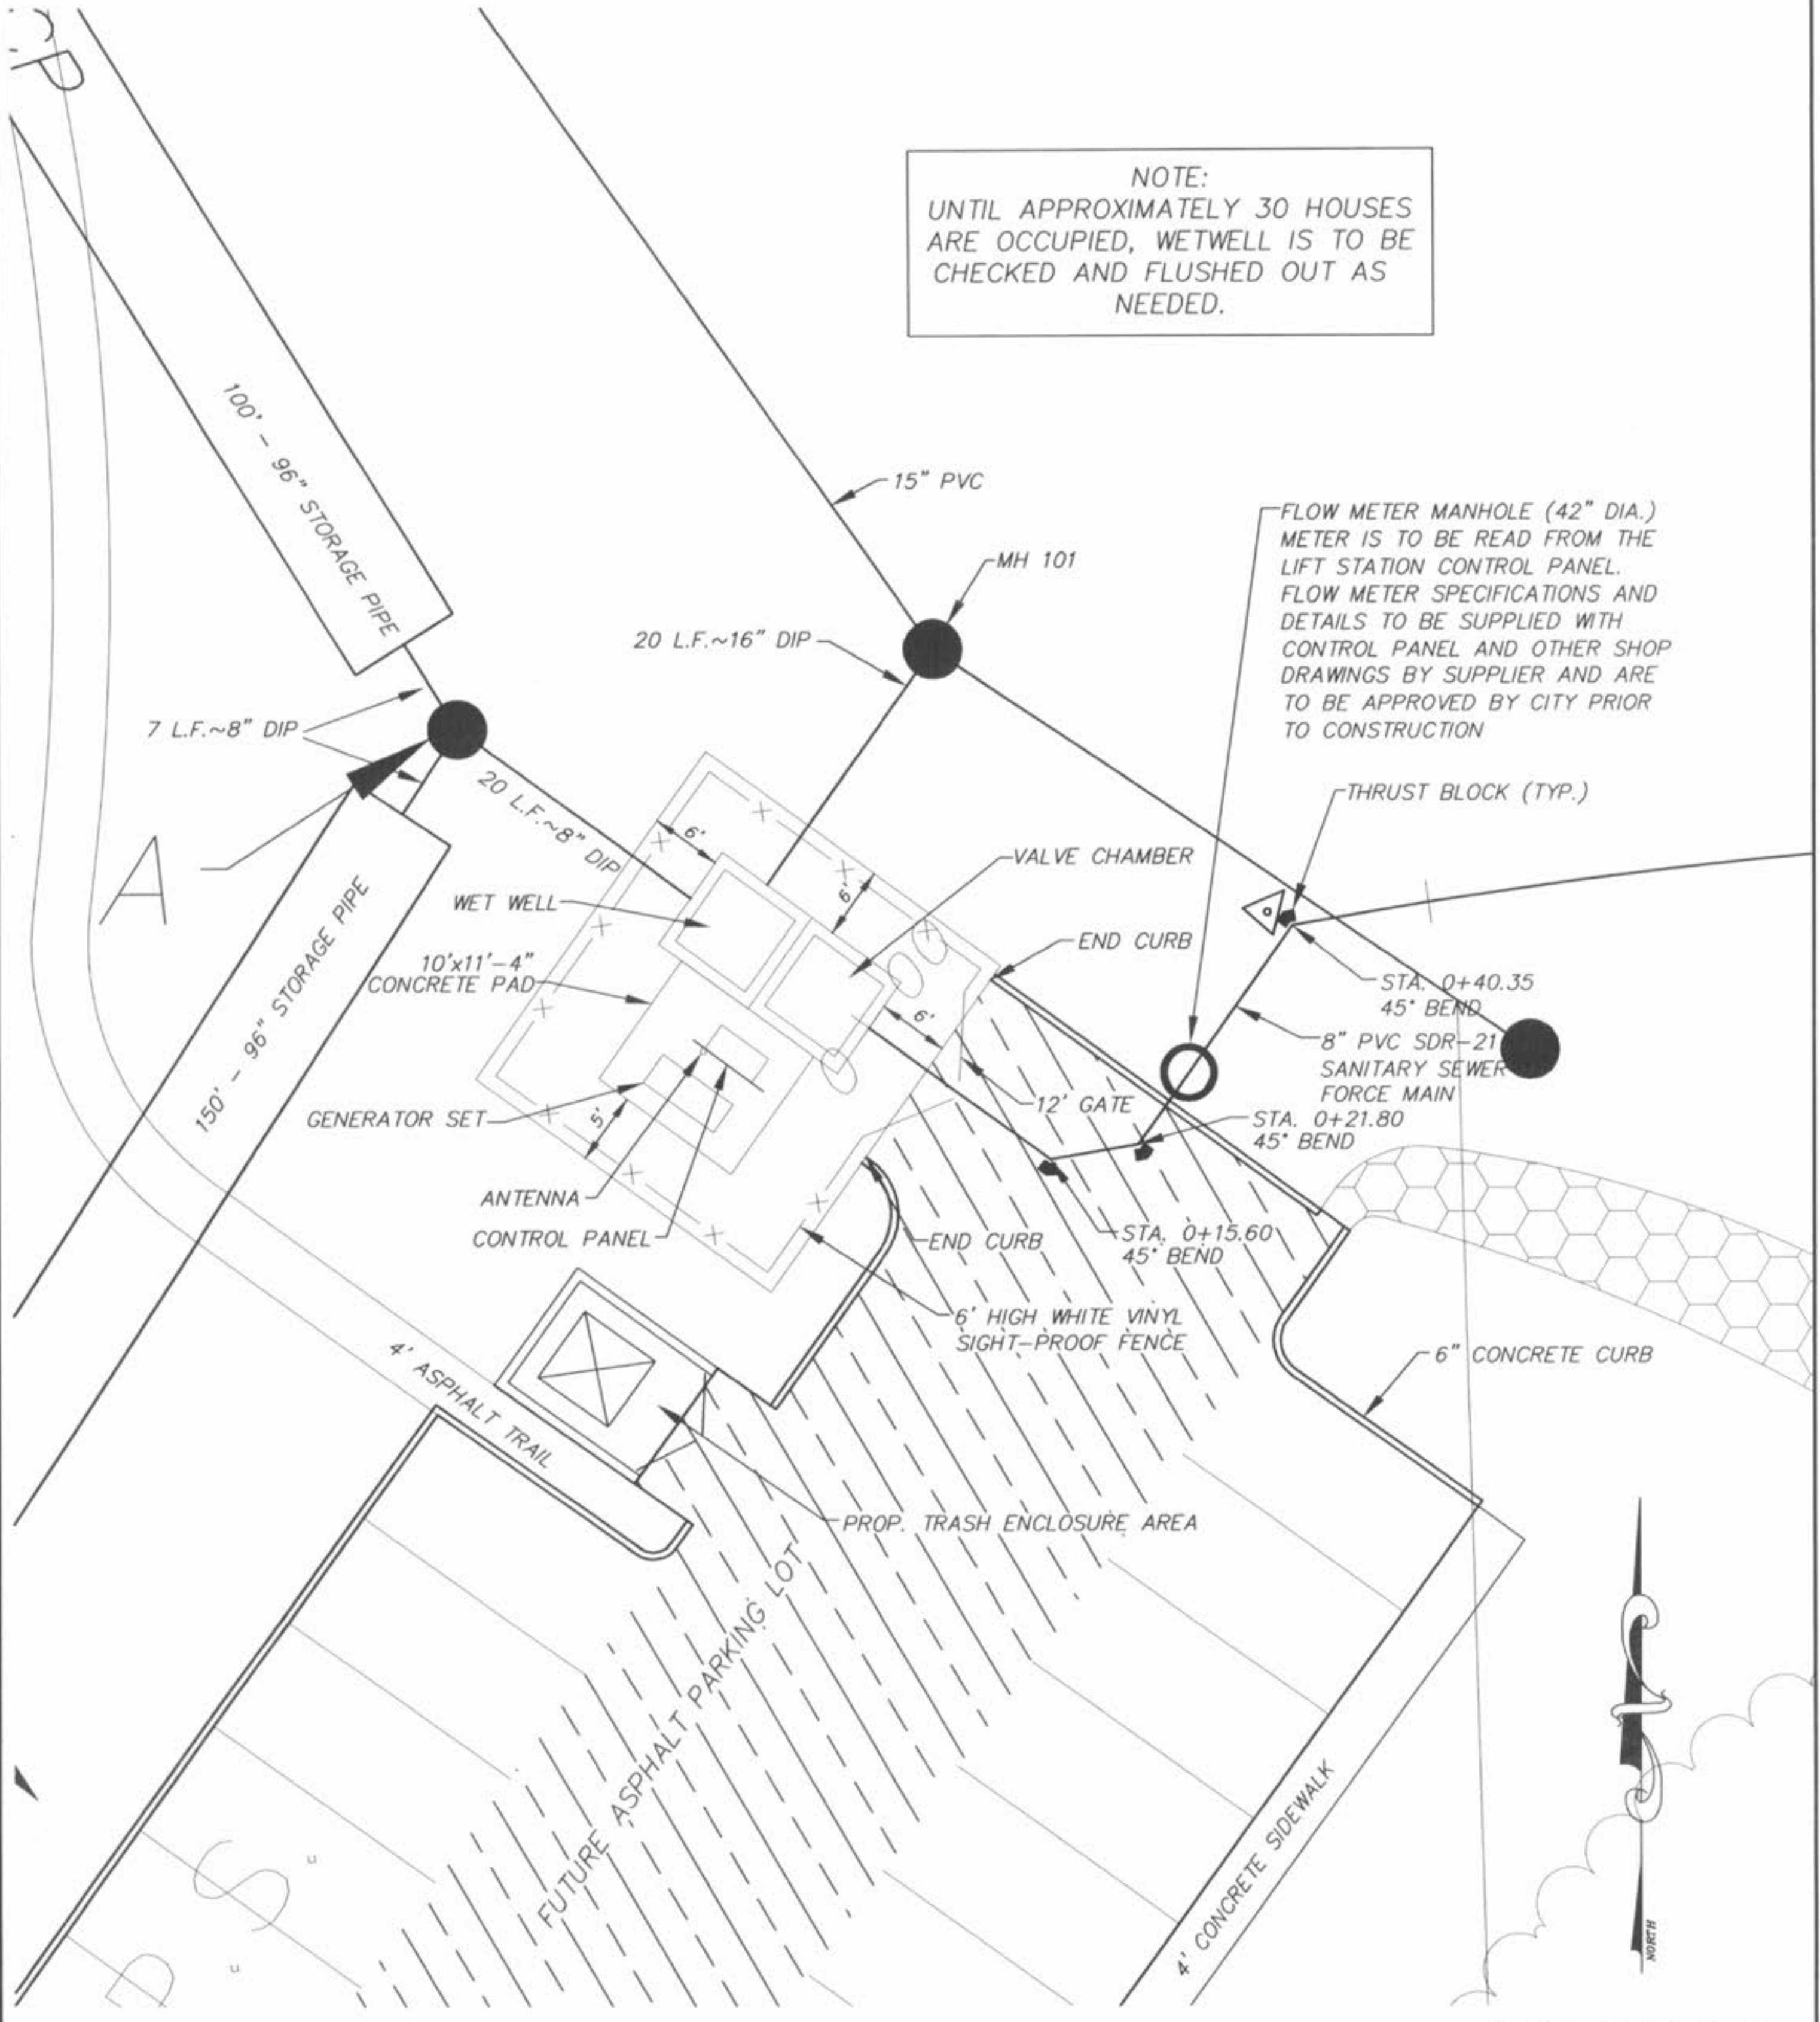 CP
NOTE:
UNTIL APPROXIMATELY 30 HOUSES
ARE OCCUPIED, WETWELL IS TO BE
CHECKED AND FLUSHED OUT AS
NEEDED.
100' - 96" STORAGE PIPE
15" PVC
MH 101
20 L.F.~16" DIP
FLOW METER MANHOLE (42" DIA.)
METER IS TO BE READ FROM THE
LIFT STATION CONTROL PANEL.
FLOW METER SPECIFICATIONS AND
DETAILS TO BE SUPPLIED WITH
CONTROL PANEL AND OTHER SHOP
DRAWINGS BY SUPPLIER AND ARE
TO BE APPROVED BY CITY PRIOR
TO CONSTRUCTION
7 L.F.~8" DIP
20 L.F.~8" DIP
THRUST BLOCK (TYP.)
A
6'
6'
VALVE CHAMBER
WET WELL
END CURB
10'x11'-4"
CONCRETE PAD
6'
STA. 0+40.35
45° BEND
8" PVC SDR-21
SANITARY SEWER
FORCE MAIN
150' - 96" STORAGE PIPE
GENERATOR SET
5'
12' GATE
STA. 0+21.80
45° BEND
ANTENNA
CONTROL PANEL
END CURB
STA. 0+15.60
45° BEND
6' HIGH WHITE VINYL
SIGHT-PROOF FENCE
6" CONCRETE CURB
4' ASPHALT TRAIL
PROP. TRASH ENCLOSURE AREA
FUTURE ASPHALT PARKING LOT
4' CONCRETE SIDEWALK
NORTH